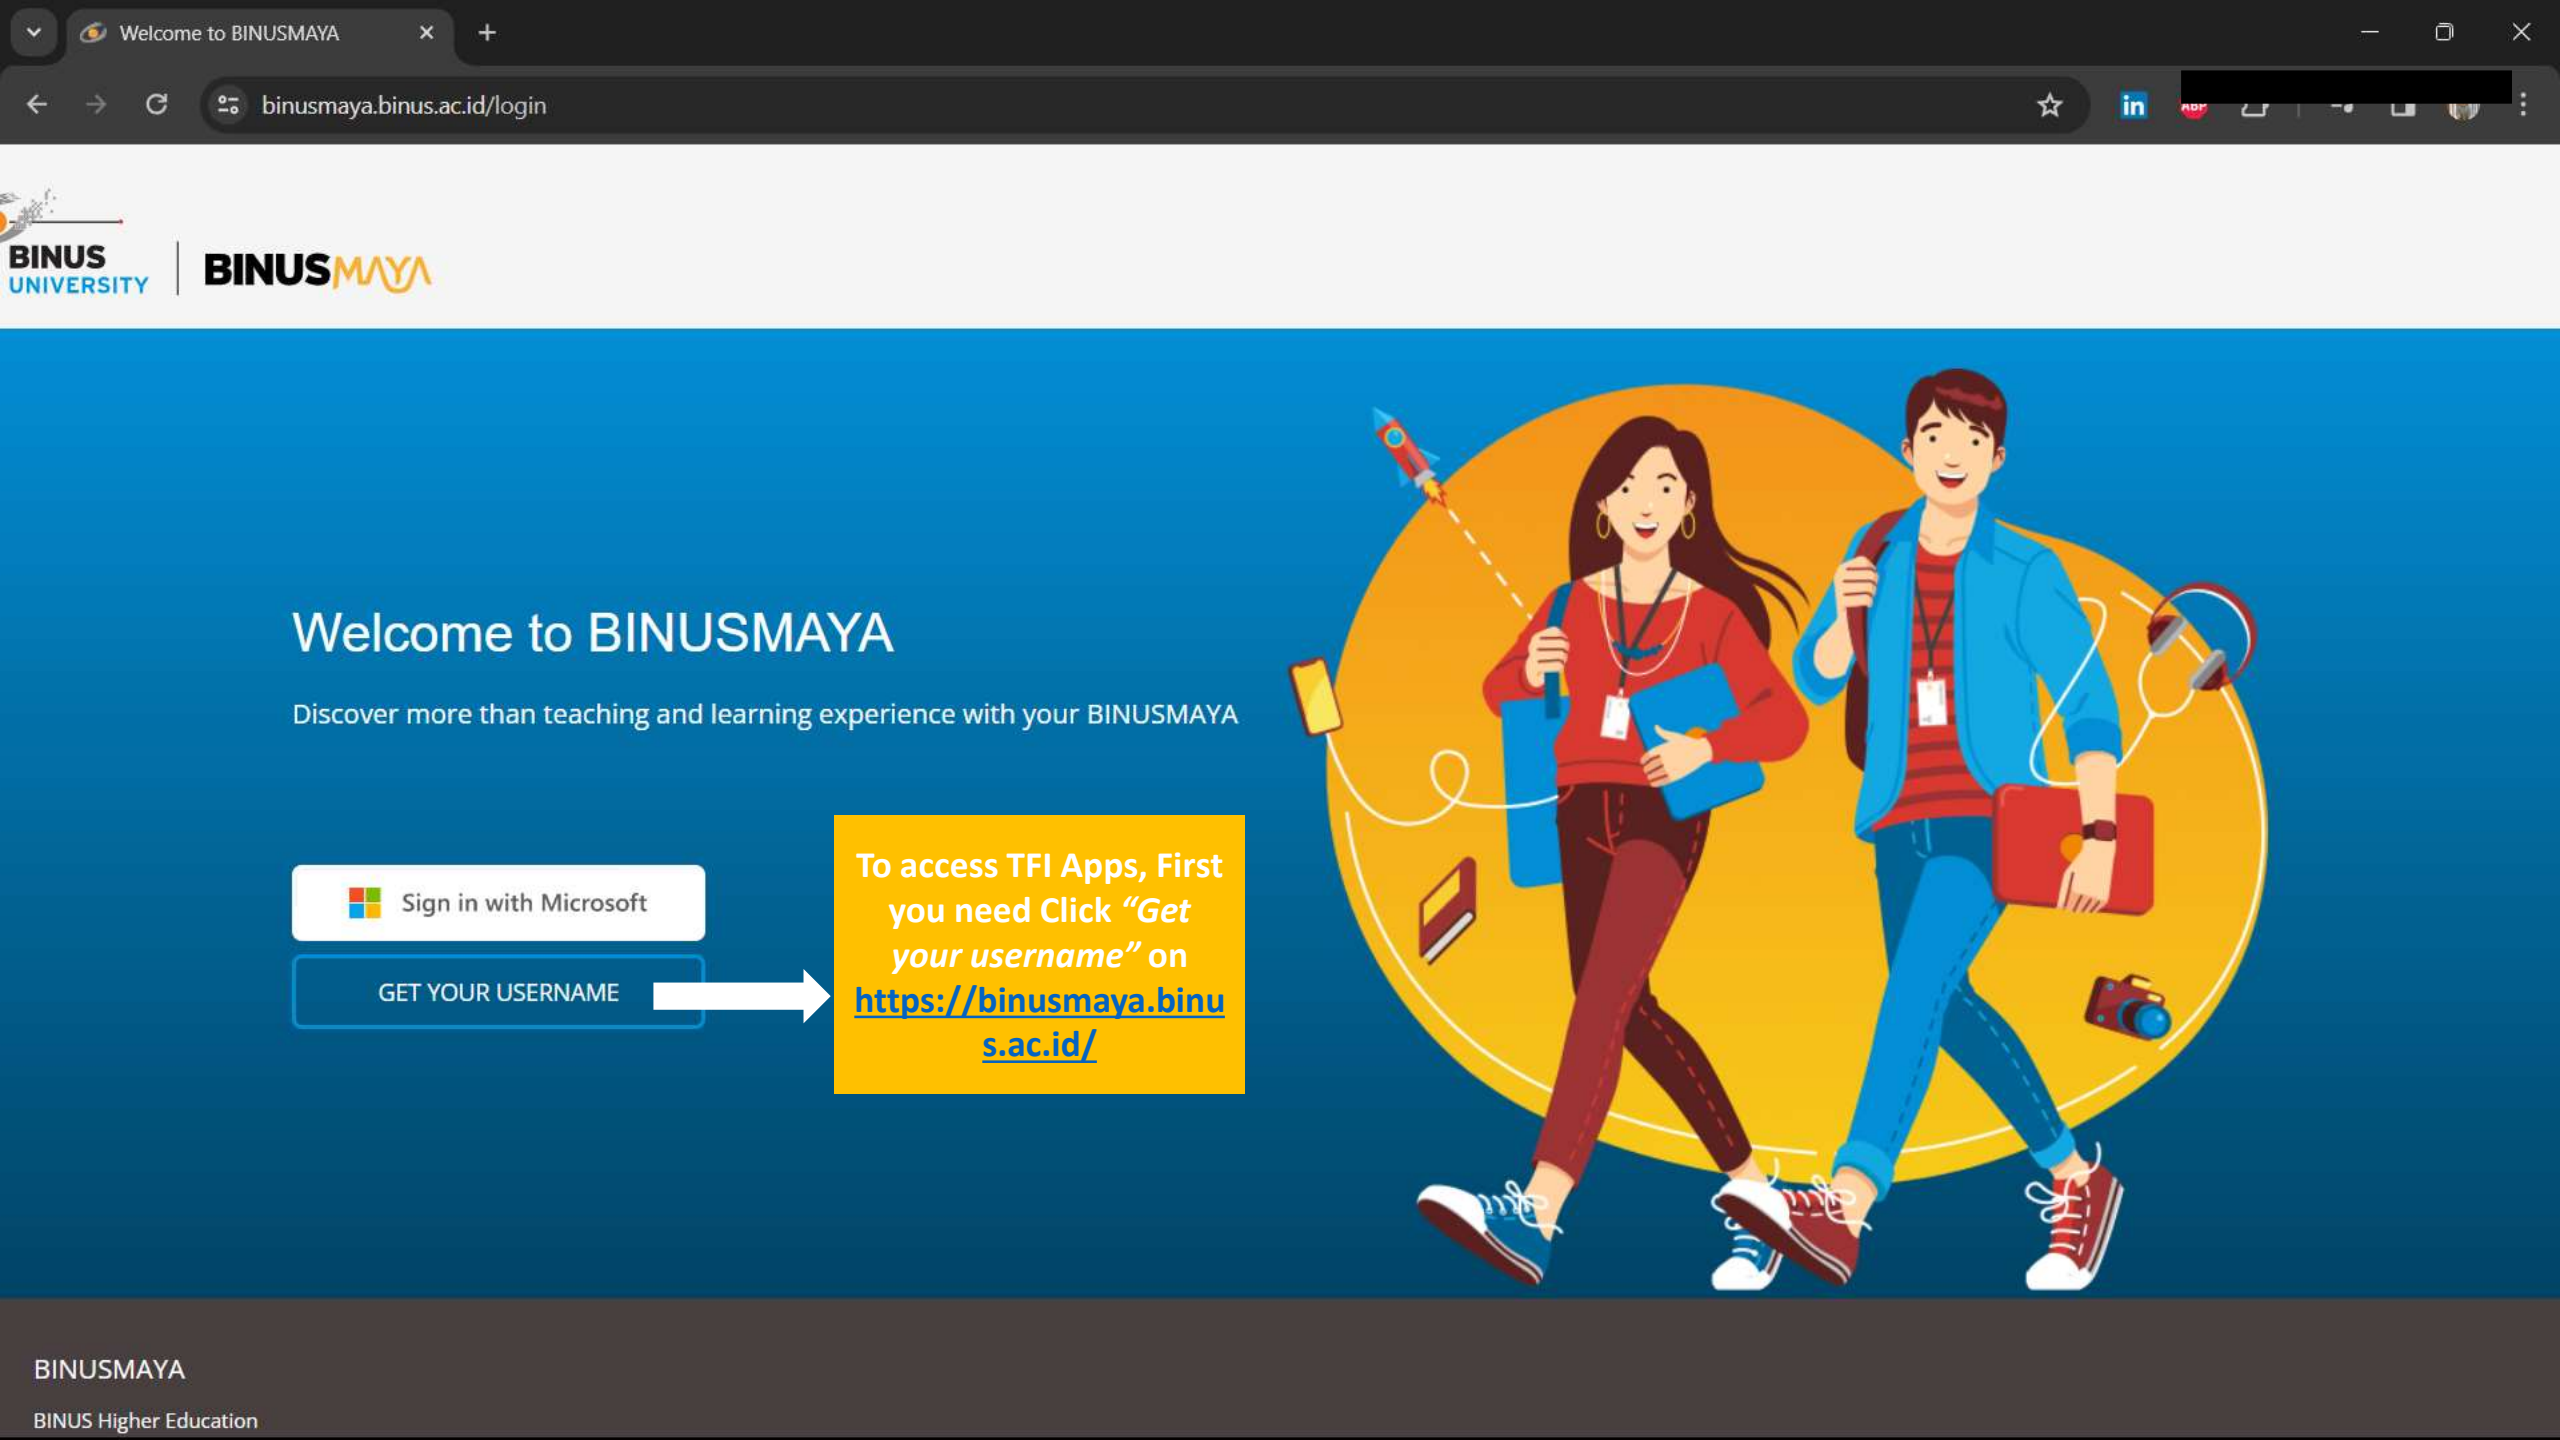 Welcome to BINUSMAYA
binusmaya.binus.ac.id/login
in
BINUS
UNIVERSITY
BINUSMAYA
Welcome to BINUSMAYA
Discover more than teaching and learning experience with your BINUSMAYA
Sign in with Microsoft
GET YOUR USERNAME
To access TFI Apps, First
you need Click “Get
your username” on
https://binusmaya.binu
s.ac.id/
BINUSMAYA
BINUS Higher Education